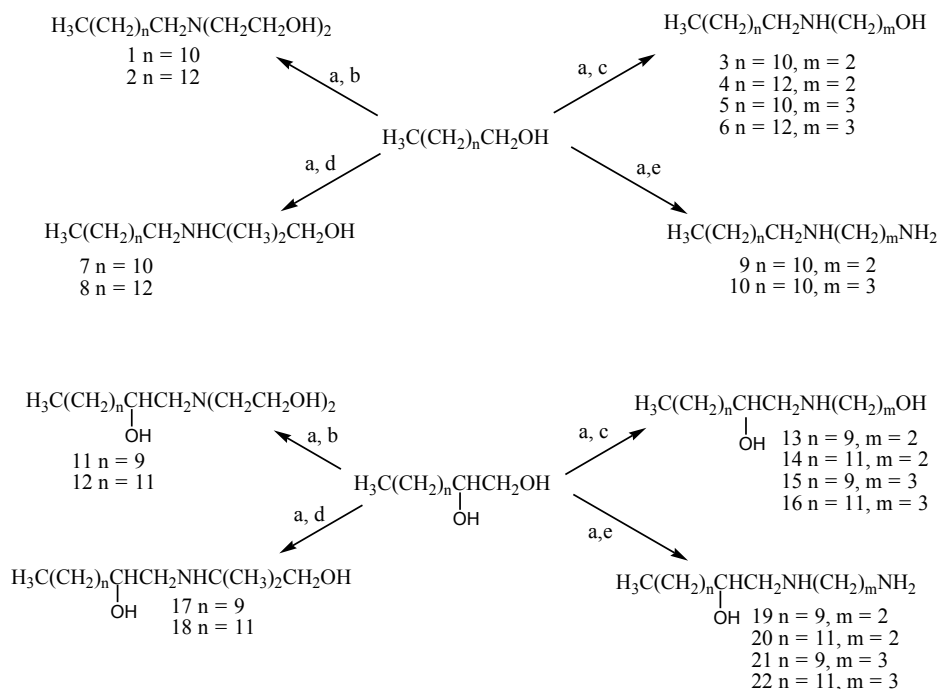 H₃C(CH₂)ₙCH₂N(CH₂CH₂OH)₂
1 n = 10
2 n = 12
H₃C(CH₂)ₙCH₂NH(CH₂)ₘOH
3 n = 10, m = 2
4 n = 12, m = 2
5 n = 10, m = 3
6 n = 12, m = 3
a, b
a, c
H₃C(CH₂)ₙCH₂OH
a, d
a,e
H₃C(CH₂)ₙCH₂NHC(CH₃)₂CH₂OH
7 n = 10
8 n = 12
H₃C(CH₂)ₙCH₂NH(CH₂)ₘNH₂
9 n = 10, m = 2
10 n = 10, m = 3
H₃C(CH₂)ₙCHCH₂N(CH₂CH₂OH)₂
OH
11 n = 9
12 n = 11
H₃C(CH₂)ₙCHCH₂NH(CH₂)ₘOH
OH
13 n = 9, m = 2
14 n = 11, m = 2
15 n = 9, m = 3
16 n = 11, m = 3
a, b
a, c
H₃C(CH₂)ₙCHCH₂OH
OH
a, d
a,e
H₃C(CH₂)ₙCHCH₂NHC(CH₃)₂CH₂OH
OH
17 n = 9
18 n = 11
H₃C(CH₂)ₙCHCH₂NH(CH₂)ₘNH₂
OH
19 n = 9, m = 2
20 n = 11, m = 2
21 n = 9, m = 3
22 n = 11, m = 3